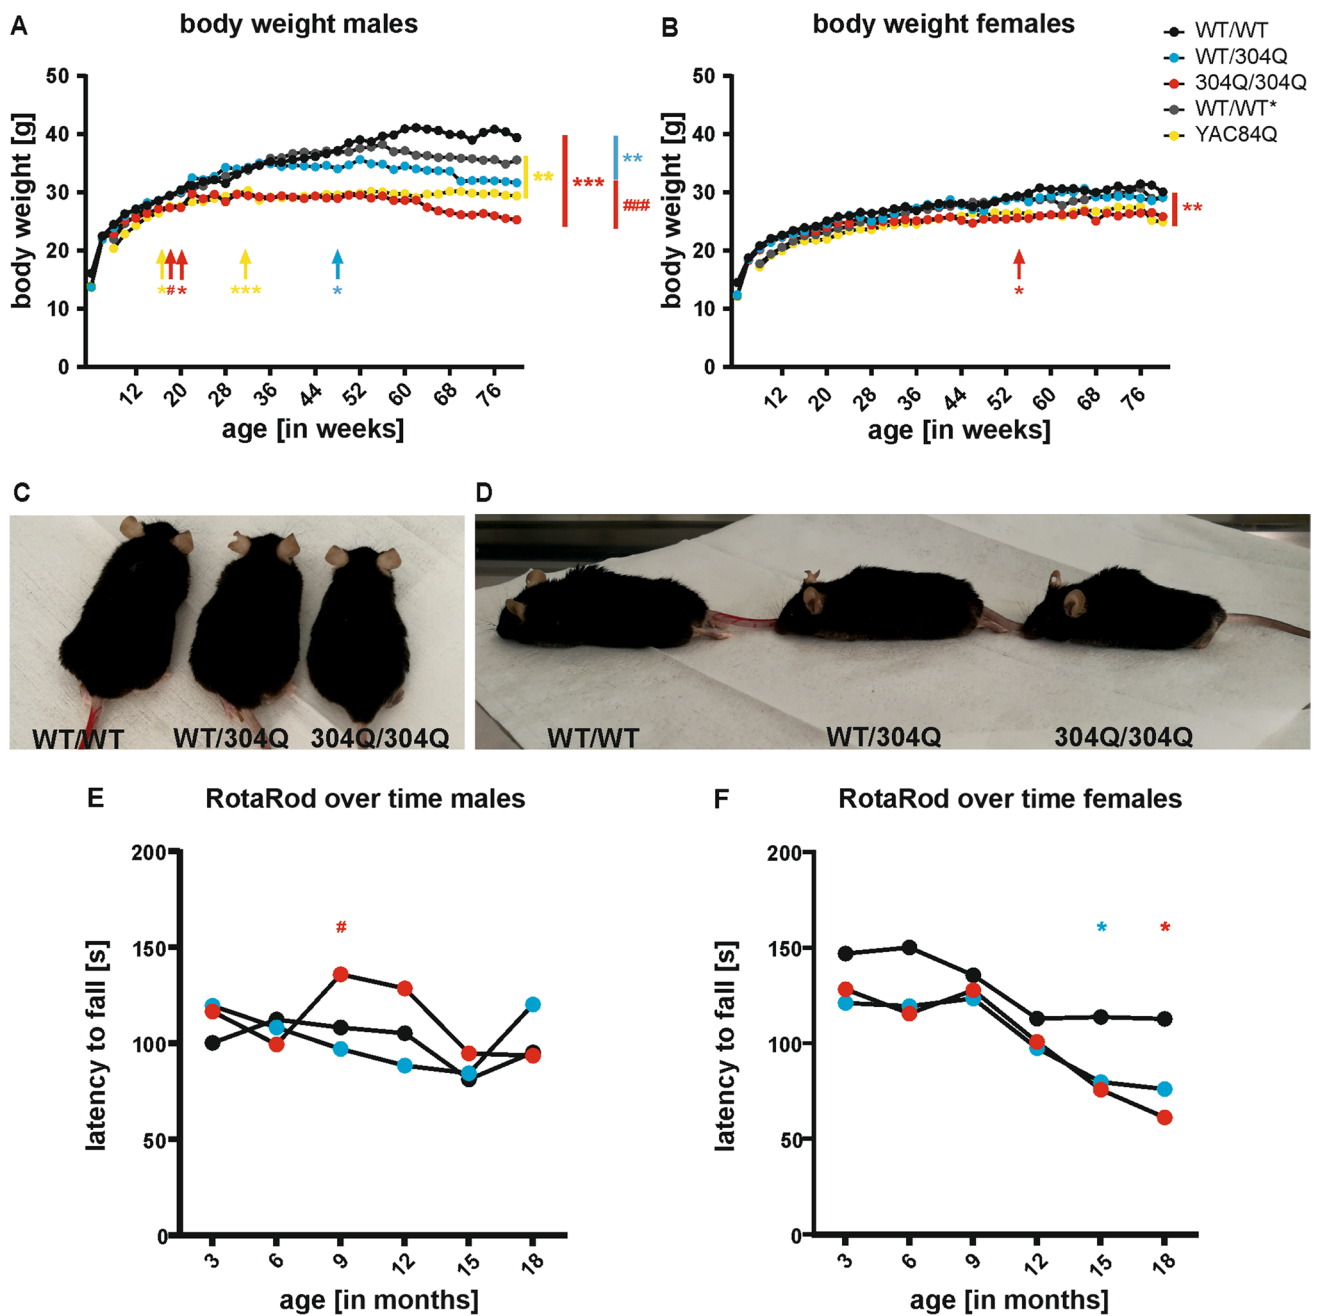 A
body weight males
body weight [g]
50
40
30
20
10
0
12
20
28
36
44
52
60
68
76
age [in weeks]
*
#
*
***
*
**
***
**
###
B
body weight females
body weight [g]
50
40
30
20
10
0
12
20
28
36
44
52
60
68
76
age [in weeks]
*
**
WT/WT
WT/304Q
304Q/304Q
WT/WT*
YAC84Q
C
WT/WT
WT/304Q
304Q/304Q
D
WT/WT
WT/304Q
304Q/304Q
E
RotaRod over time males
latency to fall [s]
200
150
100
50
0
3
6
9
12
15
18
age [in months]
#
F
RotaRod over time females
latency to fall [s]
200
150
100
50
0
3
6
9
12
15
18
age [in months]
*
*